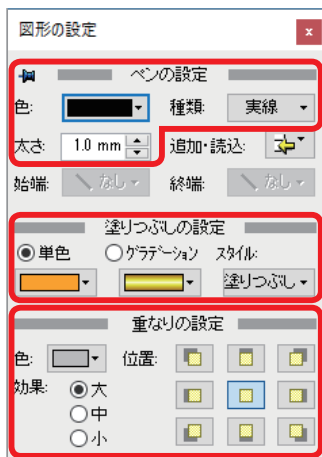 図形の設定
x
ペンの設定
色: 種類: 実線
太さ: 1.0 mm 追加・読込:
始端: なし 終端: なし
塗りつぶしの設定
単色 グラデーション スタイル:
塗りつぶし
重なりの設定
色: 位置:
効果: 大
中
小